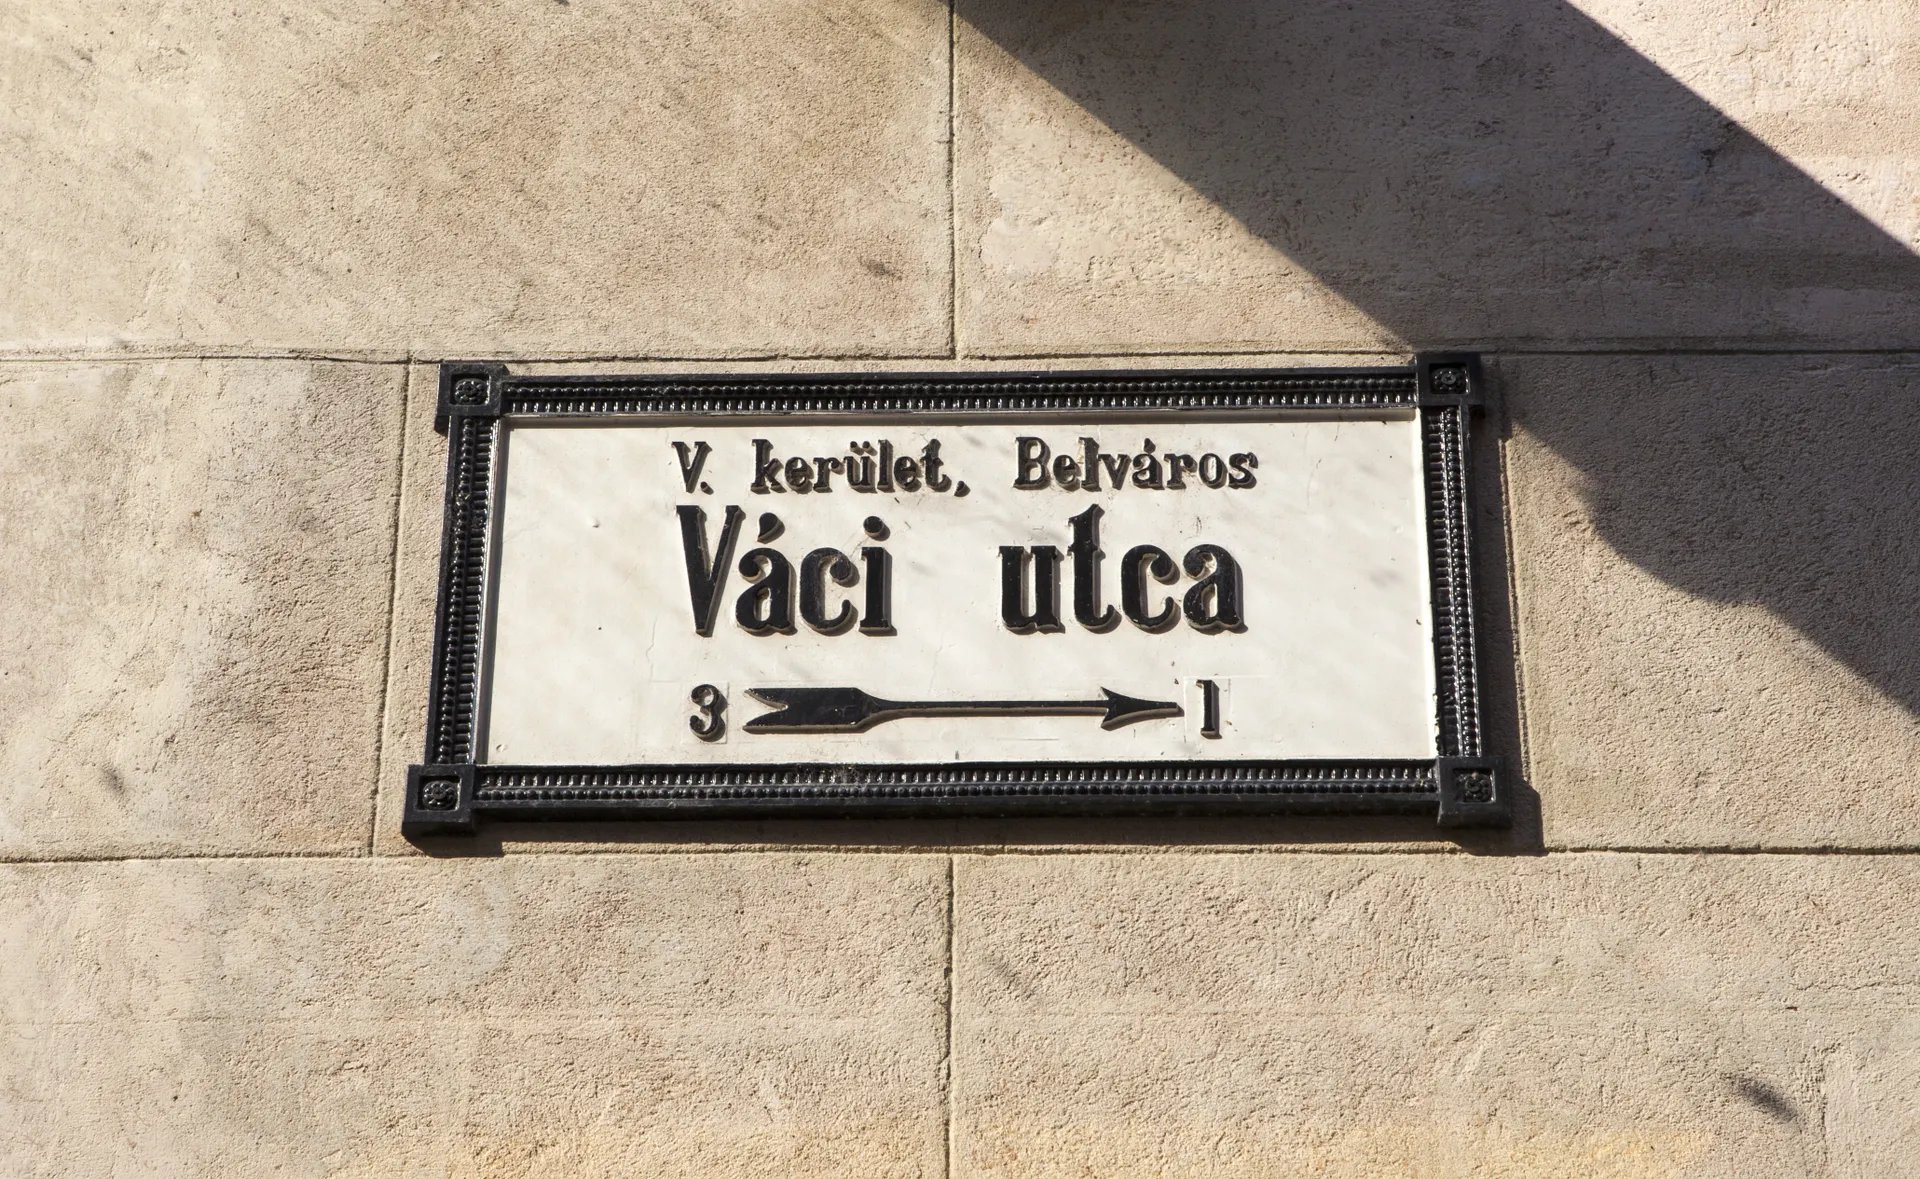 V. kerület, Belváros
Váci utca
3 1